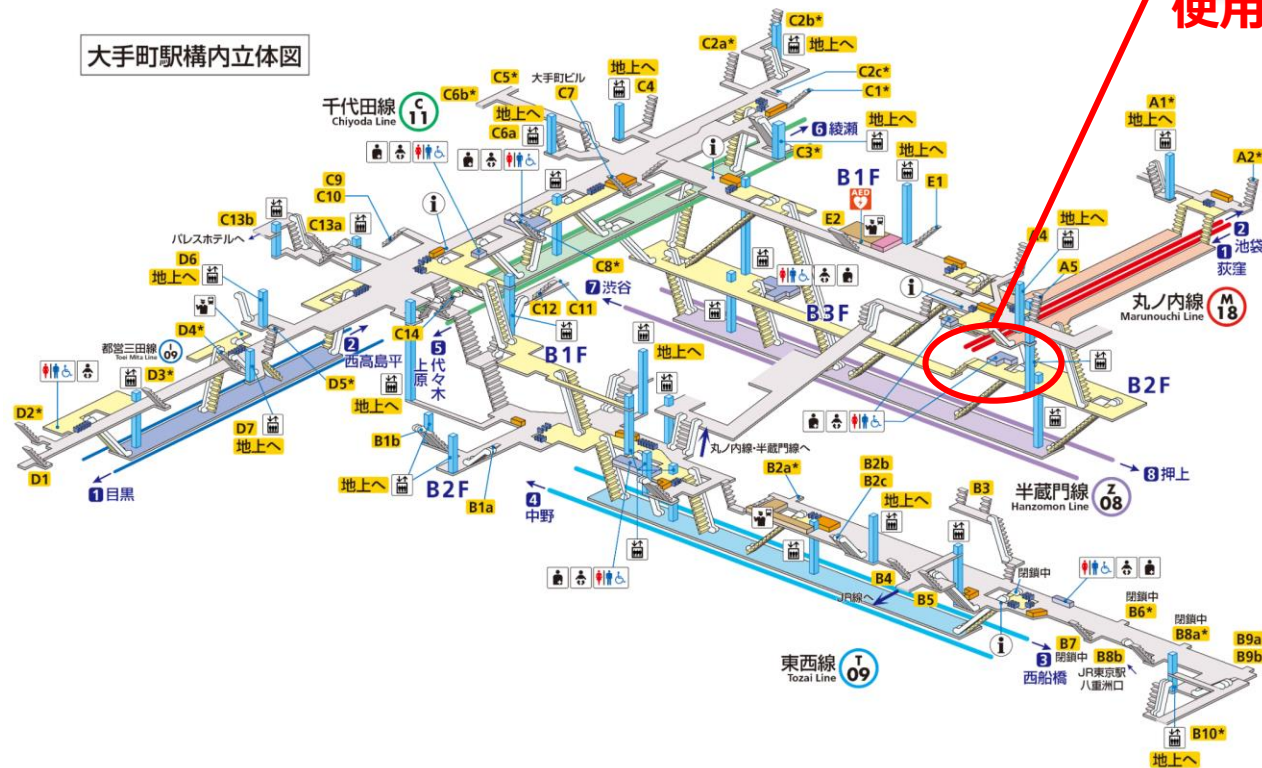 使用
大手町駅構内立体図
C2b*
C2a*
地上へ
C2c*
C1*
大手町ビル
C7
C5*
C6b*
地上へ
C4
千代田線
Chiyoda Line
C
11
地上へ
C6a
6 綾瀬
C3*
地上へ
地上へ
A1*
地上へ
A2*
B1F
AED
E1
E2
C9
C10
C13b
C13a
パレスホテルへ
D6
地上へ
C8*
7 渋谷
C12
C11
B3F
地上へ
A4
A5
2
池袋
1
荻窪
丸ノ内線
Marunouchi Line
M
18
都営三田線
Toei Mita Line
I
09
D4*
D3*
D5*
2
西高島平
C14
5
代々木上原
B1F
地上へ
地上へ
B2F
D2*
D7
地上へ
D1
1 目黒
B1b
地上へ
B2F
B1a
4
中野
丸ノ内線・半蔵門線へ
B2a*
B2b
B2c
地上へ
B3
半蔵門線
Hanzomon Line
Z
08
8 押上
JR線へ
B4
B5
閉鎖中
閉鎖中
B6*
閉鎖中
B8a*
B9a
B9b
東西線
Tozai Line
T
09
3
西船橋
B7
閉鎖中
B8b
JR東京駅
八重洲口
B10*
地上へ